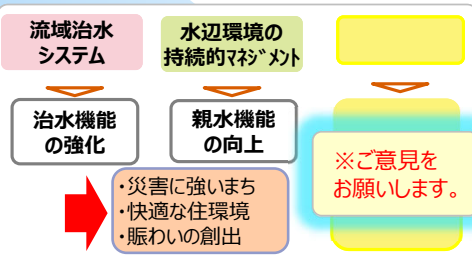 流域治水
システム
水辺環境の
持続的ﾏﾈｼﾞﾒﾝﾄ
治水機能
の強化
親水機能
の向上
※ご意見を
お願いします。
・災害に強いまち
・快適な住環境
・賑わいの創出